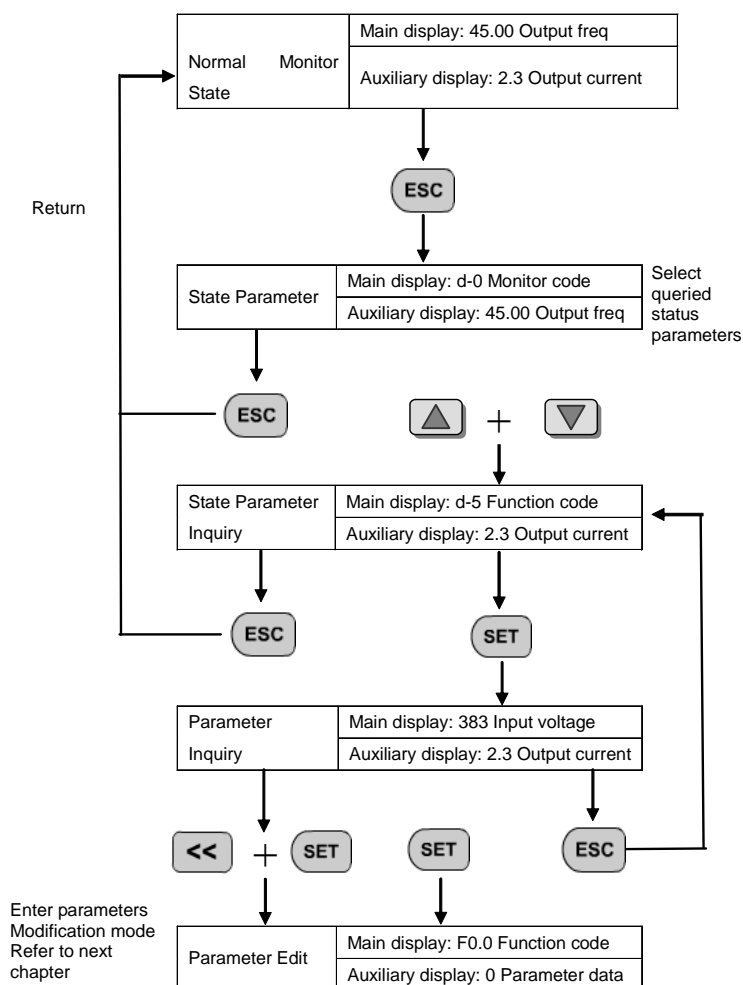 Main display: 45.00 Output freq
Normal Monitor
State
Auxiliary display: 2.3 Output current
ESC
Return
State Parameter
Main display: d-0 Monitor code
Auxiliary display: 45.00 Output freq
Select
queried
status
parameters
ESC
+
State Parameter
Inquiry
Main display: d-5 Function code
Auxiliary display: 2.3 Output current
ESC
SET
Parameter
Inquiry
Main display: 383 Input voltage
Auxiliary display: 2.3 Output current
<< + SET
SET
ESC
Enter parameters
Modification mode
Refer to next
chapter
Parameter Edit
Main display: F0.0 Function code
Auxiliary display: 0 Parameter data